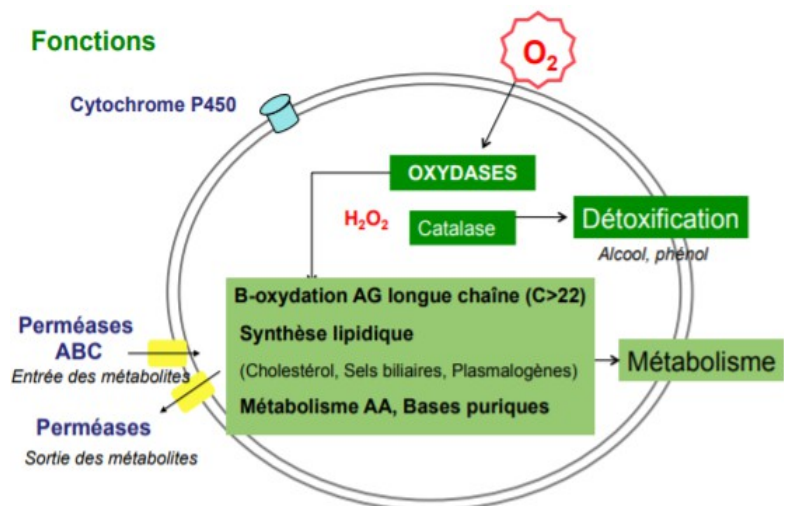 Fonctions
O₂
Cytochrome P450
OXYDASES
H₂O₂
Catalase
Détoxification
Alcool, phénol
B-oxydation AG longue chaîne (C>22)
Synthèse lipidique
(Cholestérol, Sels biliaires, Plasmalogènes)
Métabolisme AA, Bases puriques
Perméases
ABC
Entrée des métabolites
Métabolisme
Perméases
Sortie des métabolites